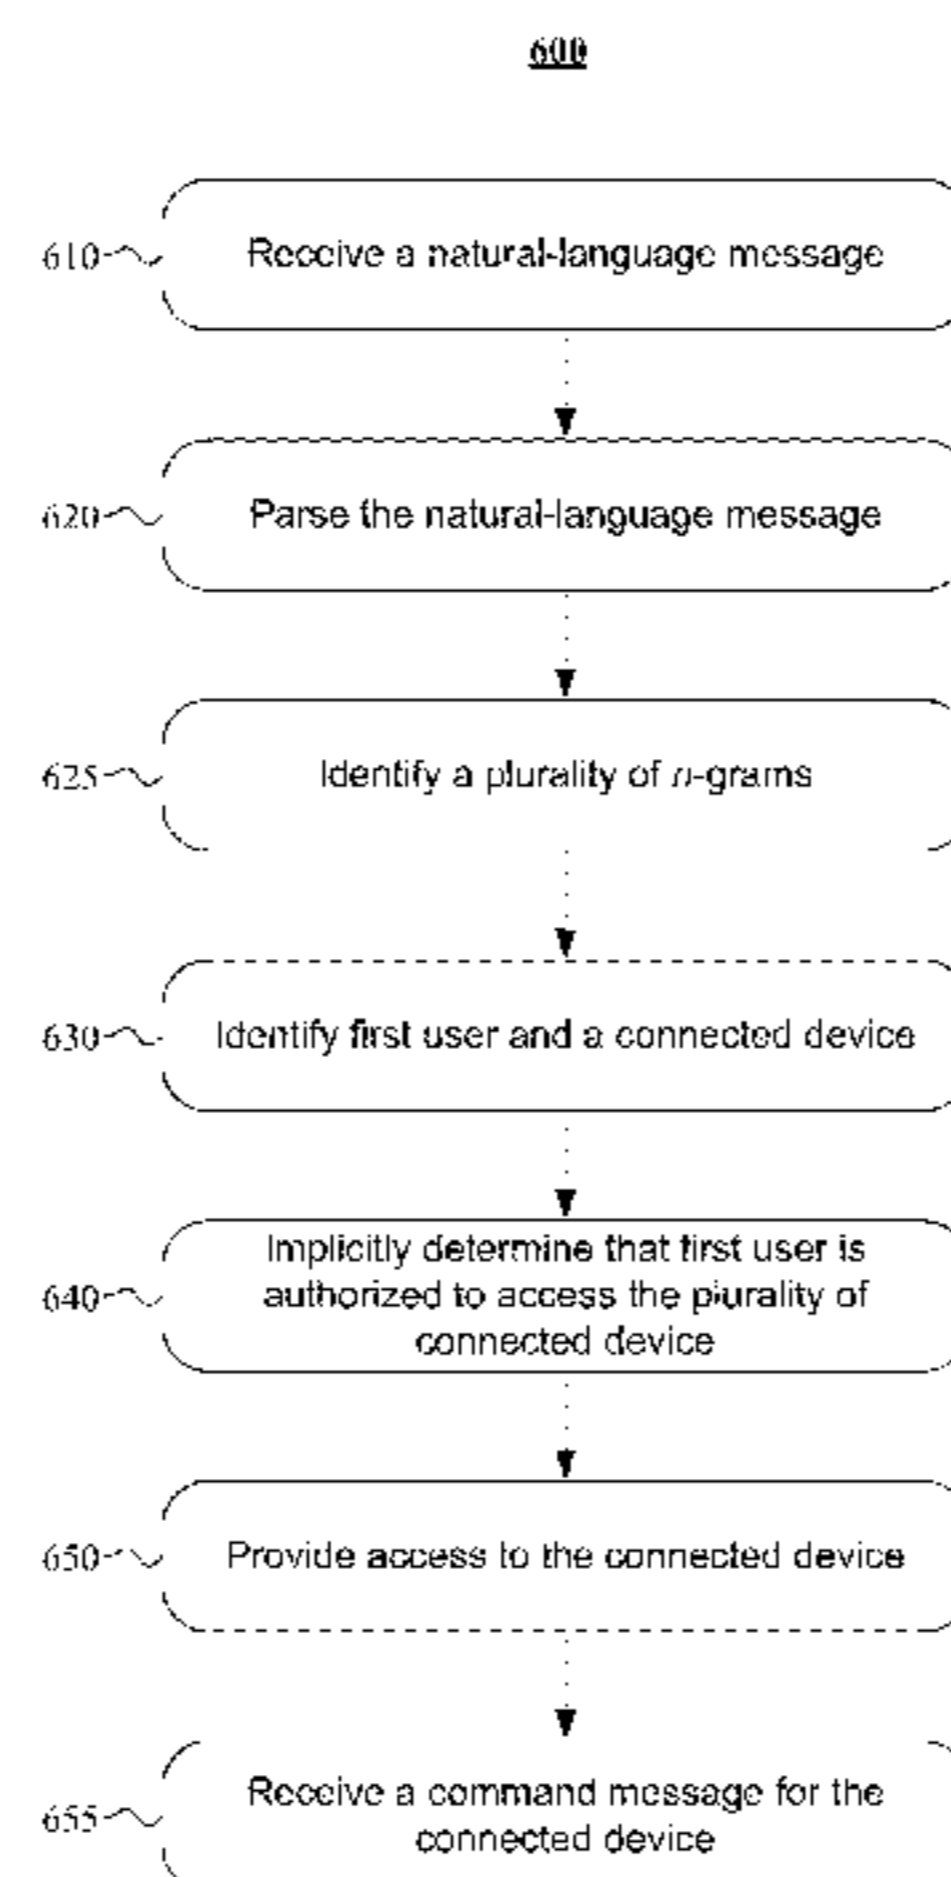 600
610
Receive a natural-language message
620
Parse the natural-language message
625
Identify a plurality of n-grams
630
Identify first user and a connected device
640
Implicitly determine that first user is
authorized to access the plurality of
connected device
650
Provide access to the connected device
655
Receive a command message for the
connected device